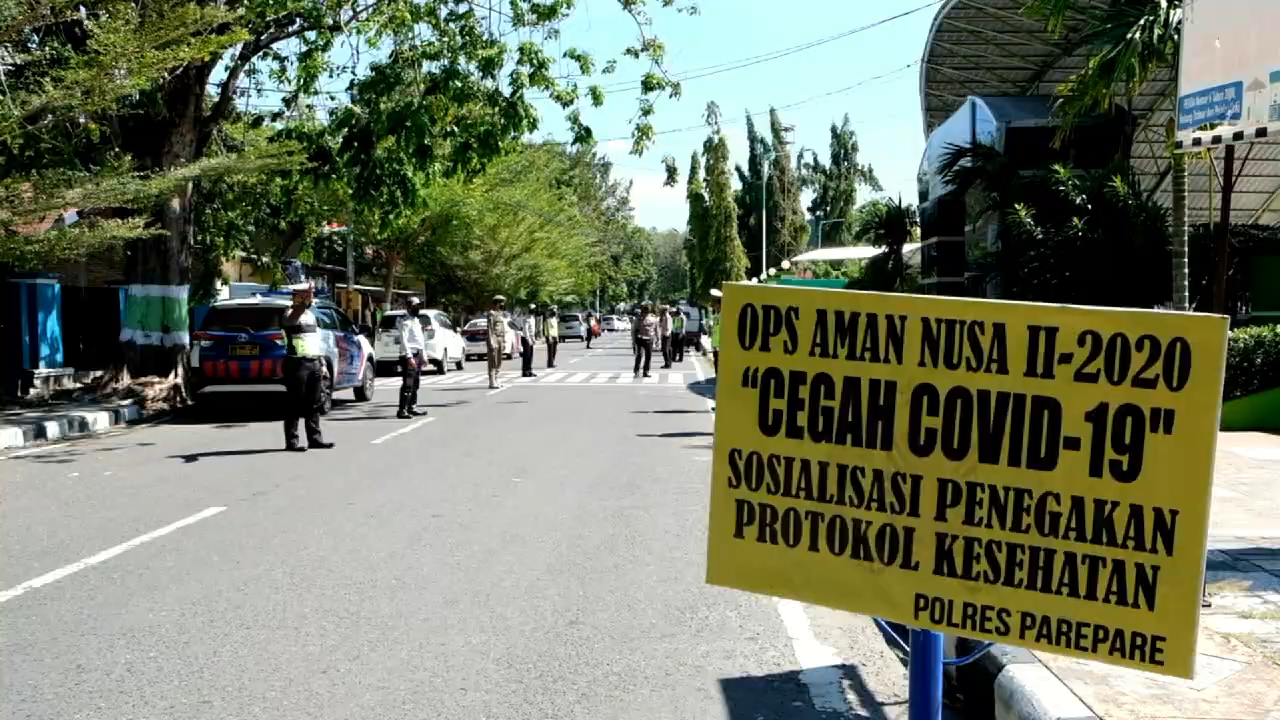 OPS AMAN NUSA II-2020
"CEGAH COVID-19"
SOSIALISASI PENEGAKAN
PROTOKOL KESEHATAN
POLRES PAREPARE